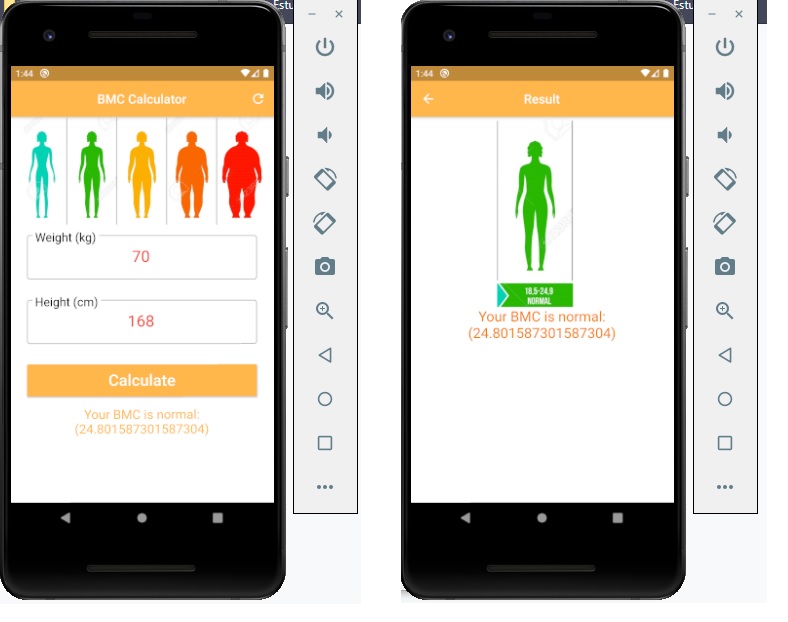 Estu
1:44
BMC Calculator
Weight (kg)
70
Height (cm)
168
Calculate
Your BMC is normal:
(24.801587301587304)
Estu
1:44
Result
18.5-24.9
NORMAL
Your BMC is normal:
(24.801587301587304)